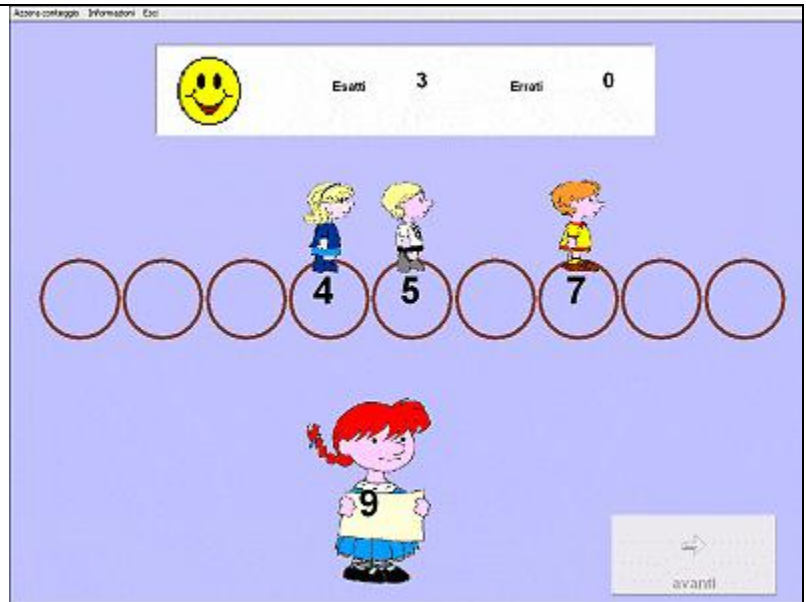 Azzera conteggio Informazioni Esci
Esatti 3 Errati 0
4 5 7
9
avanti